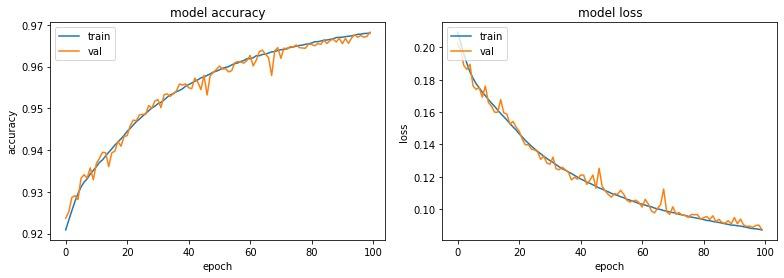 model accuracy
train
val
0.97
0.96
0.95
0.94
0.93
0.92
accuracy
0
20
40
60
80
100
epoch
model loss
train
val
0.20
0.18
0.16
0.14
0.12
0.10
loss
0
20
40
60
80
100
epoch